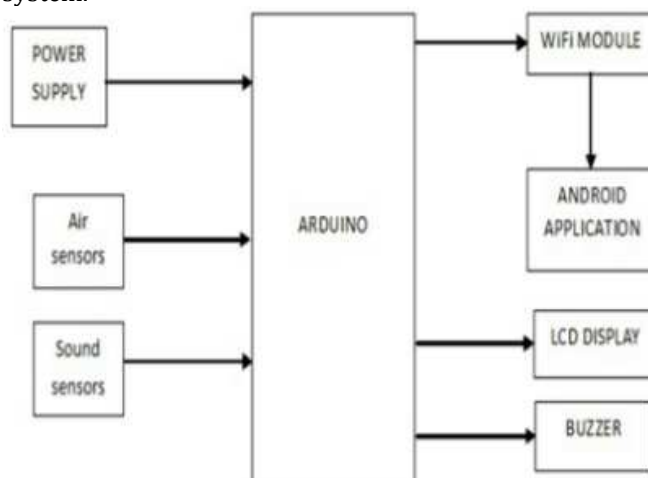 system.
POWER
SUPPLY
WiFi MODULE
ANDROID
APPLICATION
Air
sensors
ARDUINO
Sound
sensors
LCD DISPLAY
BUZZER